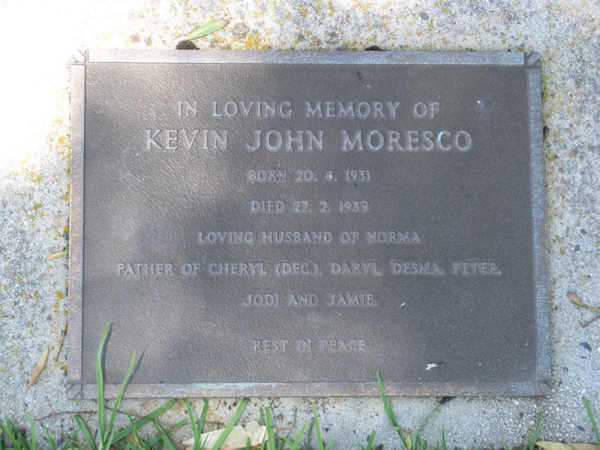 IN LOVING MEMORY OF
KEVIN JOHN MORESCO
BORN 20. 4. 1931
DIED 27. 2. 1989
LOVING HUSBAND OF NORMA
FATHER OF CHERYL (DEC.), DARYL, DESMA, PETER,
JODI AND JAMIE.
REST IN PEACE